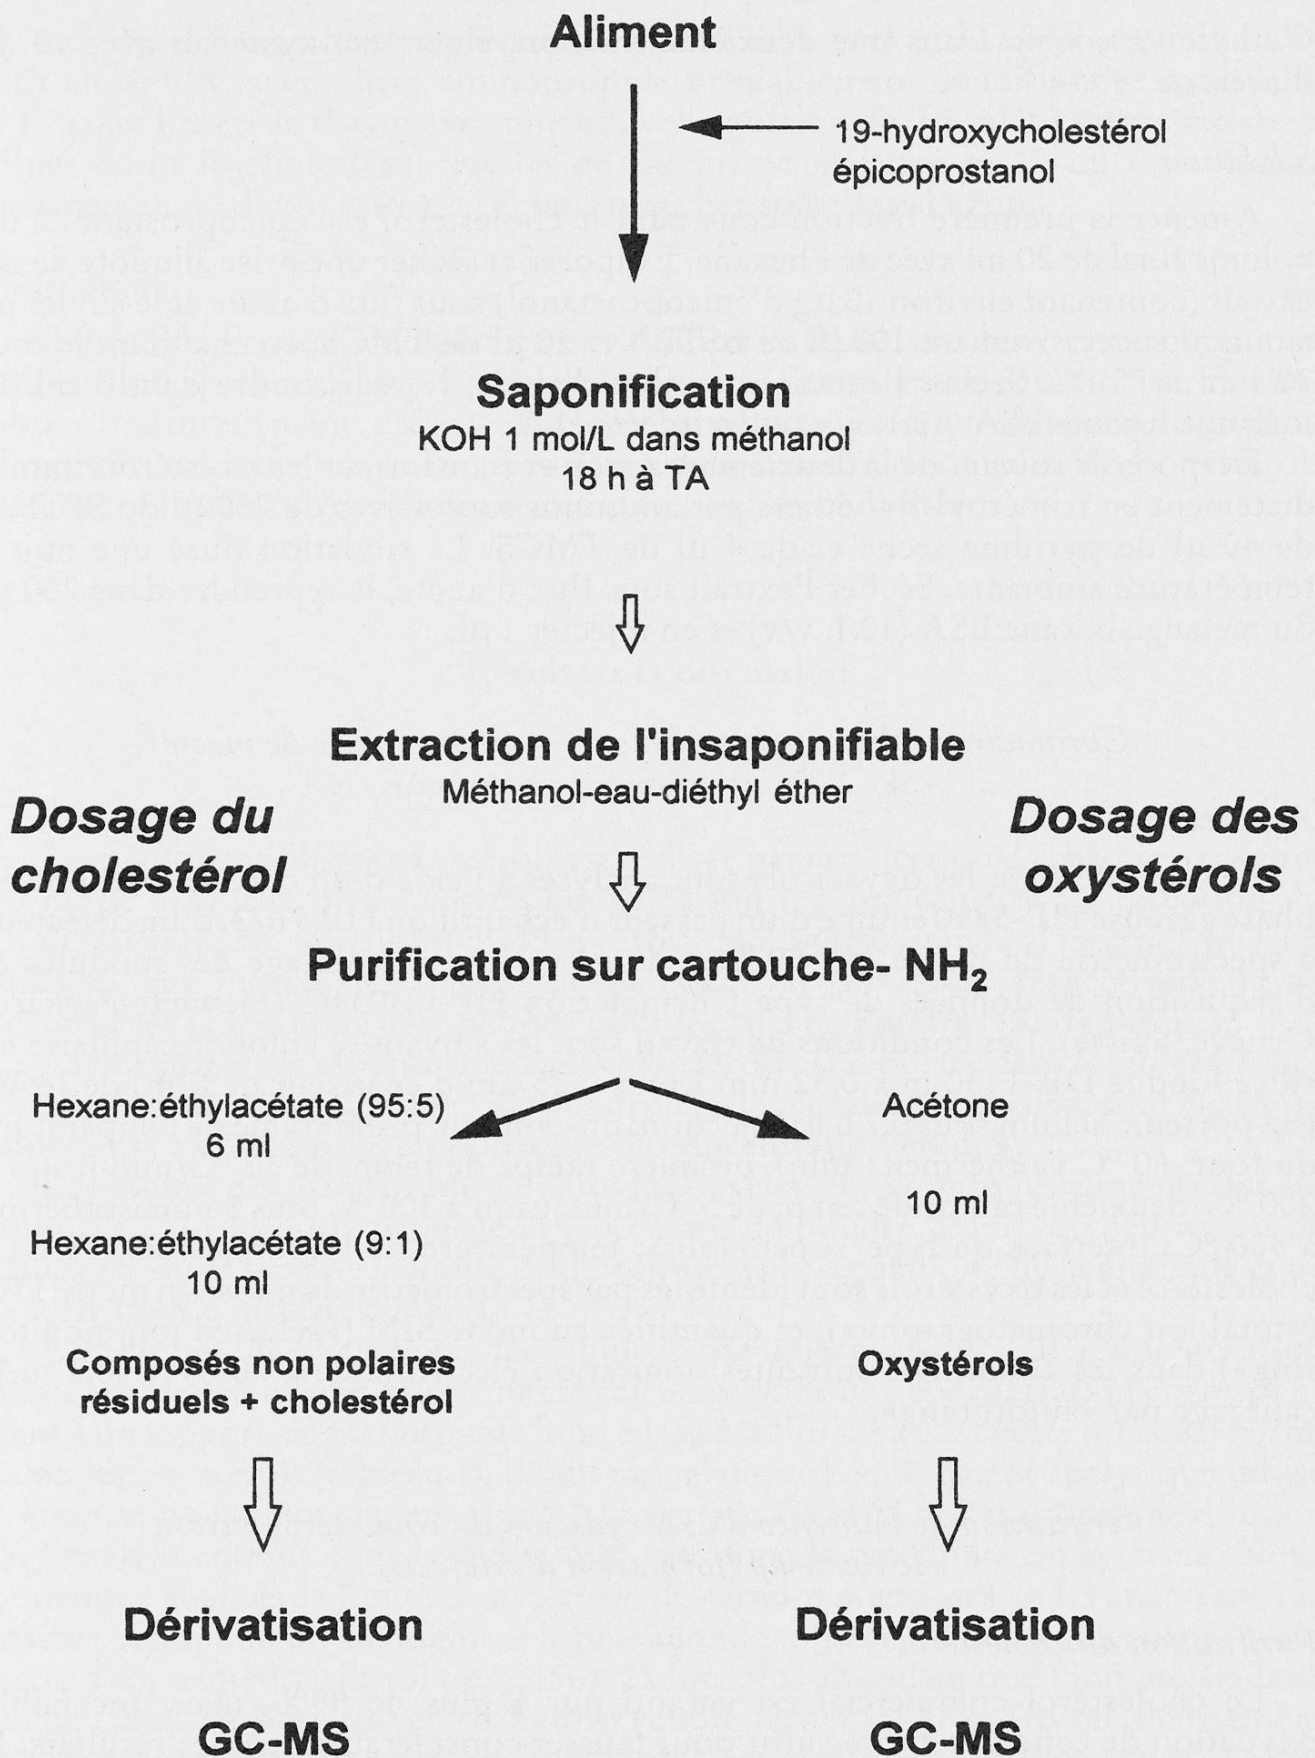 Aliment
19-hydroxycholestérol
épicoprostanol
Saponification
KOH 1 mol/L dans méthanol
18 h à TA
Extraction de l'insaponifiable
Méthanol-eau-diéthyl éther
Dosage du
cholestérol
Dosage des
oxystérols
Purification sur cartouche- NH₂
Hexane:éthylacétate (95:5)
6 ml
Hexane:éthylacétate (9:1)
10 ml
Acétone
10 ml
Composés non polaires
résiduels + cholestérol
Oxystérols
Dérivatisation
Dérivatisation
GC-MS
GC-MS